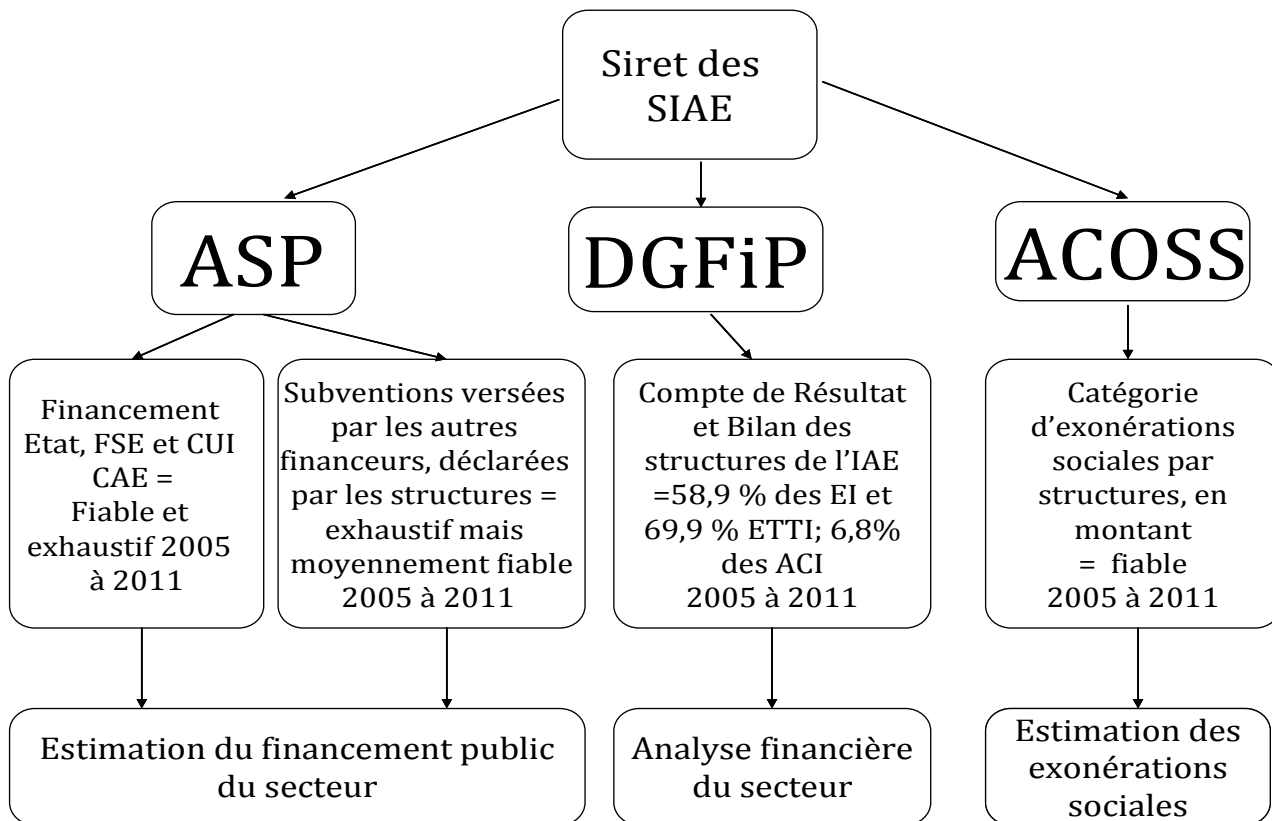 Siret des
SIAE
ASP
DGFiP
ACOSS
Financement
Etat, FSE et CUI
CAE =
Fiable et
exhaustif 2005
à 2011
Subventions versées
par les autres
financeurs, déclarées
par les structures =
exhaustif mais
moyennement fiable
2005 à 2011
Compte de Résultat
et Bilan des
structures de l’IAE
=58,9 % des EI et
69,9 % ETTI; 6,8%
des ACI
2005 à 2011
Catégorie
d’exonérations
sociales par
structures, en
montant
= fiable
2005 à 2011
Estimation du financement public
du secteur
Analyse financière
du secteur
Estimation des
exonérations
sociales